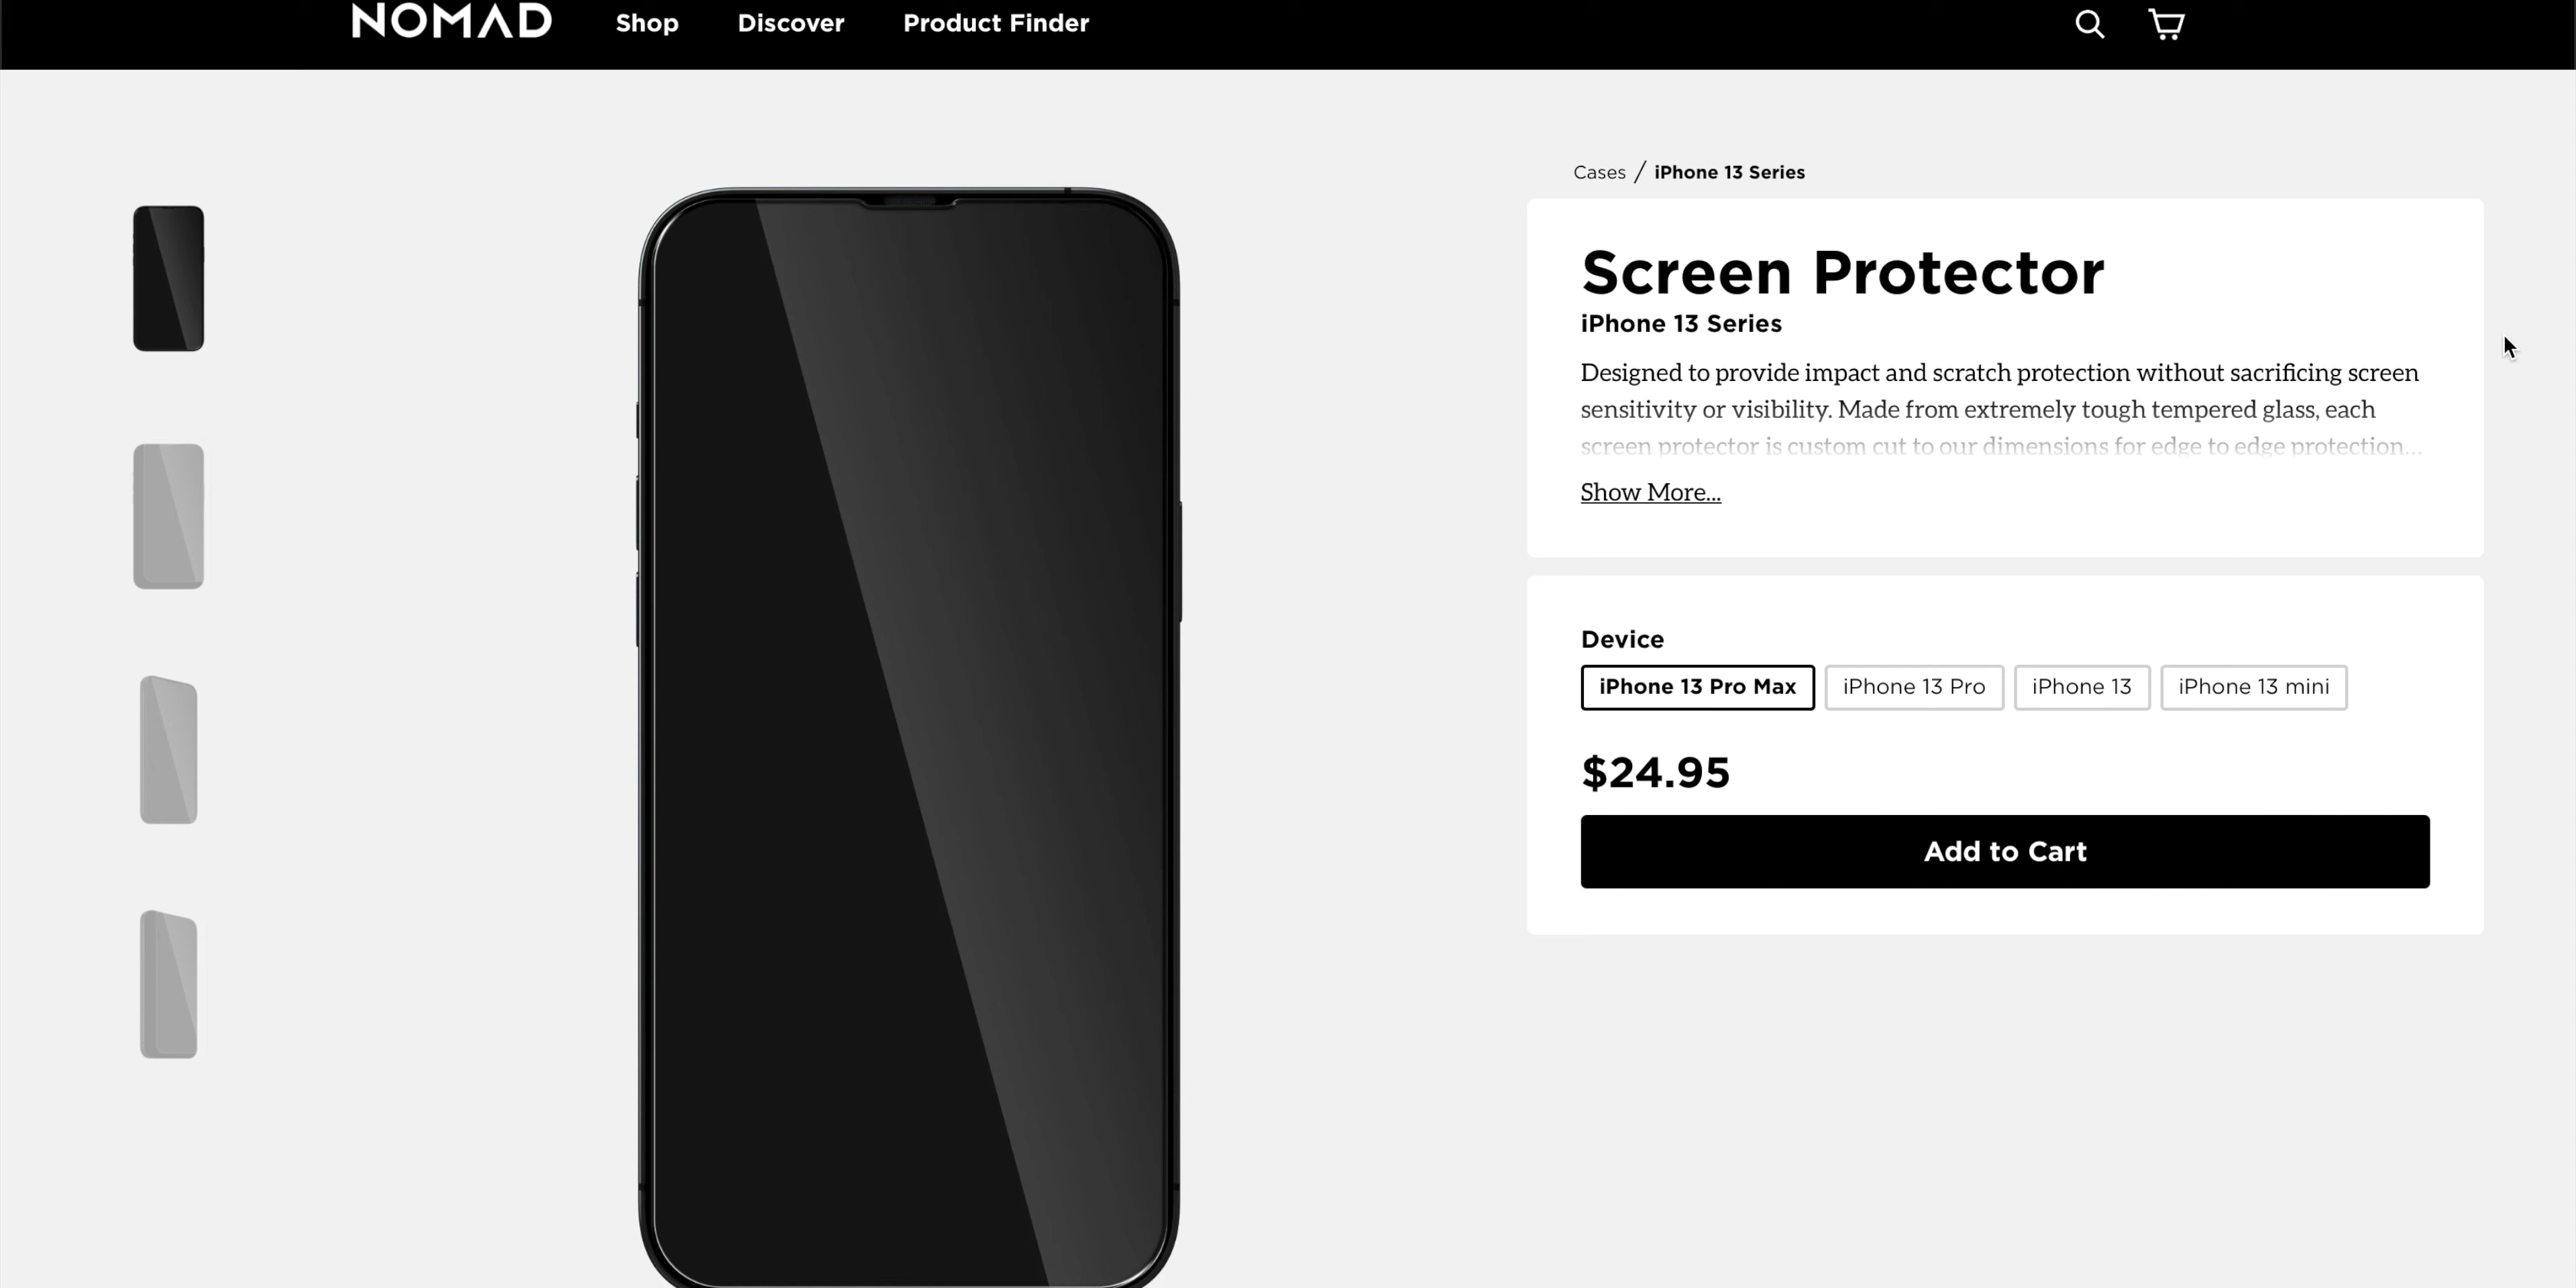 NOMAD
Shop
Discover
Product Finder
Cases / iPhone 13 Series
Screen Protector
iPhone 13 Series
Designed to provide impact and scratch protection without sacrificing screen
sensitivity or visibility. Made from extremely tough tempered glass, each
screen protector is custom cut to our dimensions for edge to edge protection...
Show More...
Device
iPhone 13 Pro Max
iPhone 13 Pro
iPhone 13
iPhone 13 mini
$24.95
Add to Cart